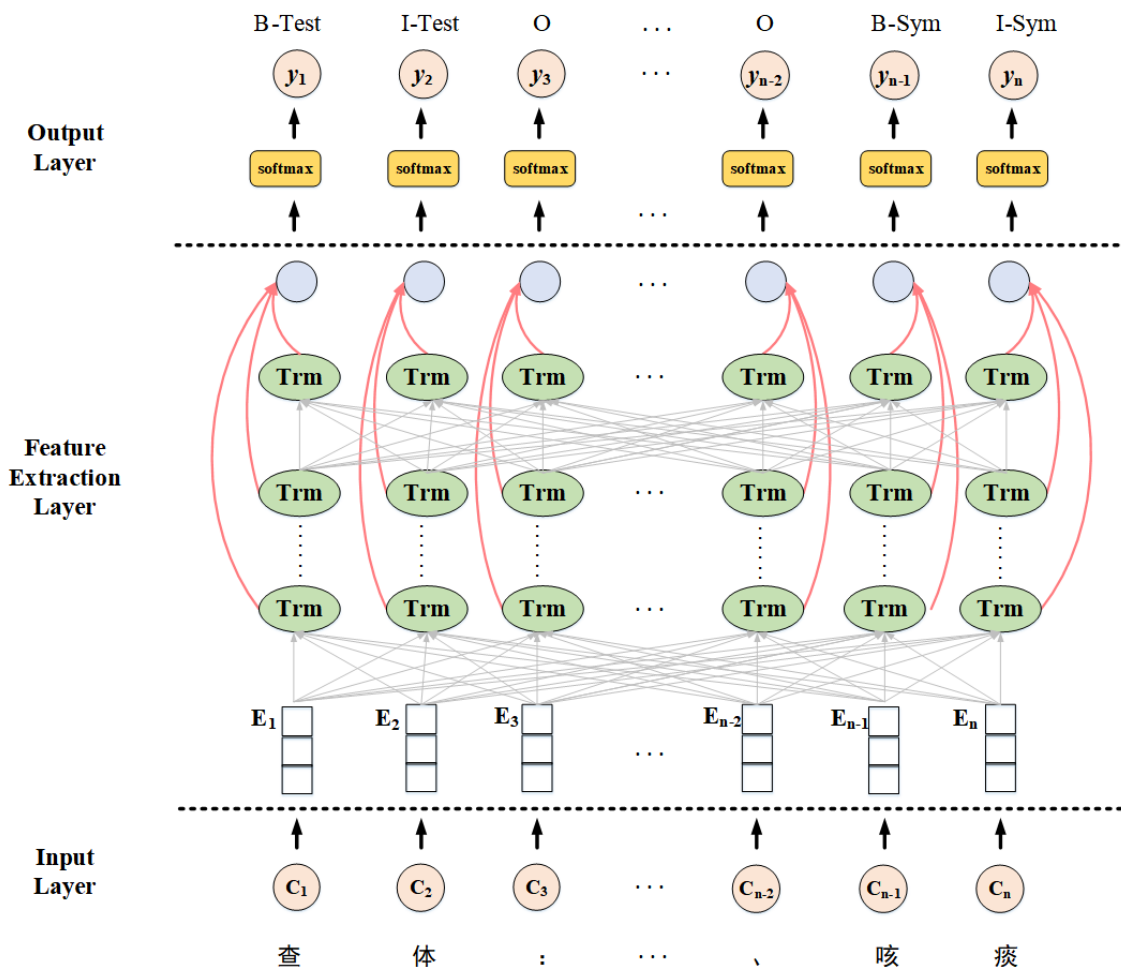 B-Test I-Test O ... O B-Sym I-Sym
y1 y2 y3 ... yn-2 yn-1 yn
Output
Layer
softmax softmax softmax softmax softmax softmax
...
...
Trm Trm Trm ... Trm Trm Trm
Feature
Extraction
Layer
Trm Trm Trm ... Trm Trm Trm
Trm Trm Trm ... Trm Trm Trm
E1 E2 E3 En-2 En-1 En
...
Input
Layer
C1 C2 C3 ... Cn-2 Cn-1 Cn
查 体 : ... 、 咳 痰